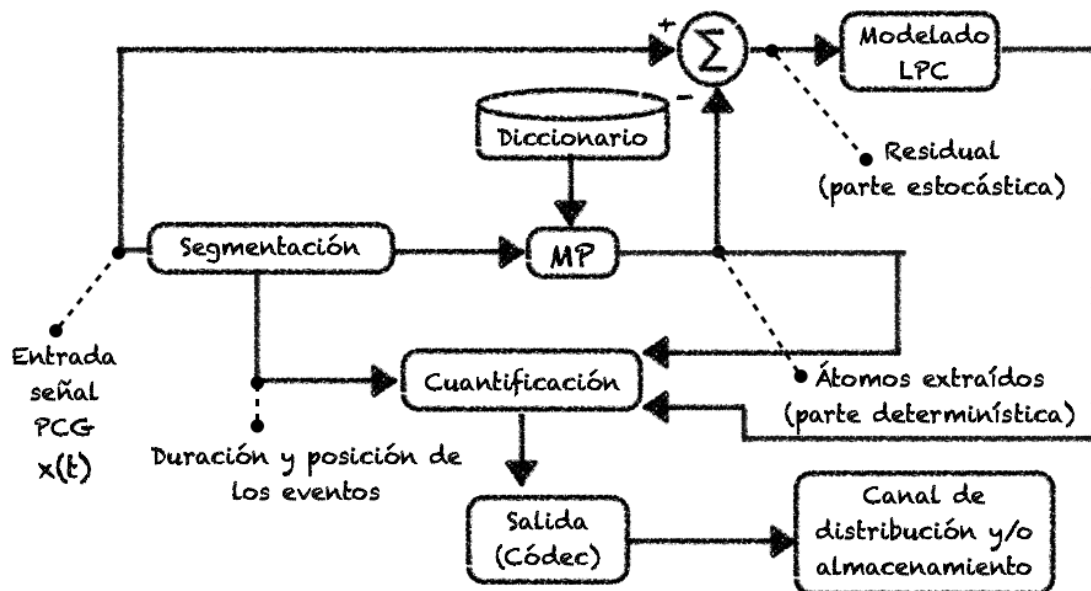 +
Σ
-
Modelado
LPC
Diccionario
Residual
(parte estocástica)
Segmentación
MP
Entrada
señal
PCG
x(t)
Cuantificación
Átomos extraídos
(parte determinística)
Duración y posición de
los eventos
Salida
(Códec)
Canal de
distribución y/o
almacenamiento